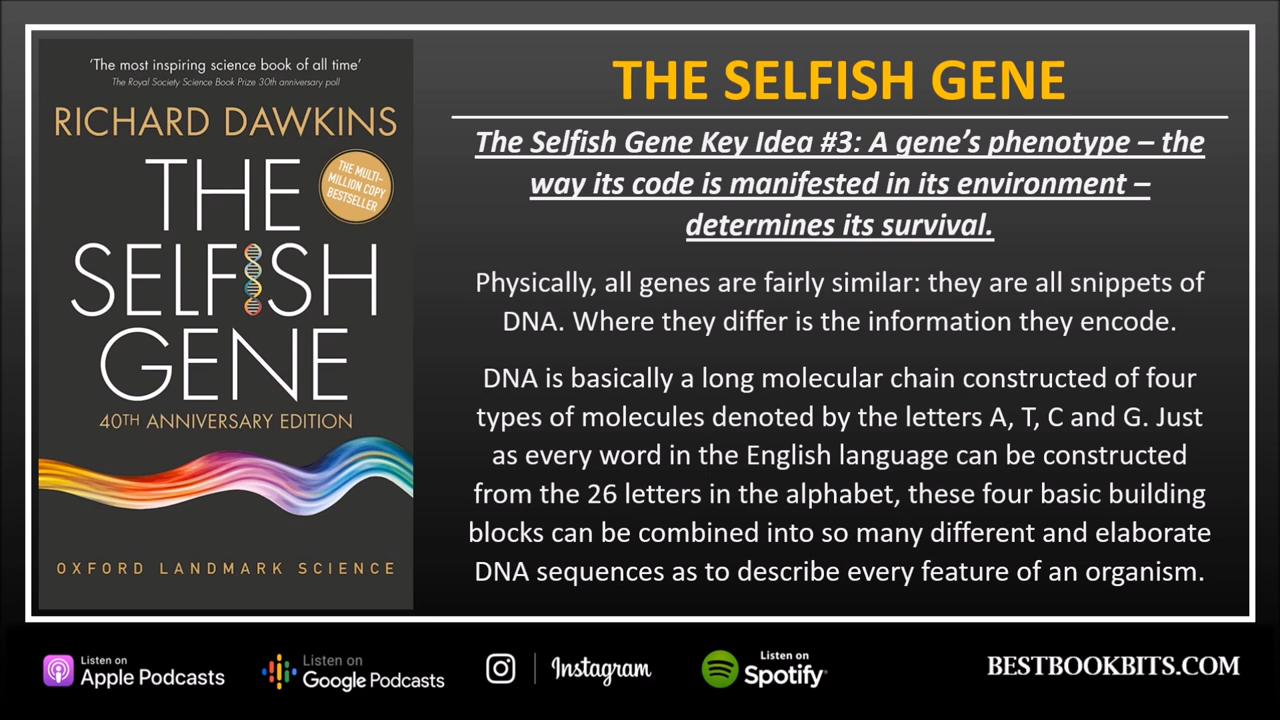 ‘The most inspiring science book of all time’
The Royal Society Science Book Prize 30th anniversary poll
RICHARD DAWKINS
THE
THE MULTI-
MILLION COPY
BESTSELLER
SELFISH
GENE
40TH ANNIVERSARY EDITION
OXFORD LANDMARK SCIENCE
THE SELFISH GENE
The Selfish Gene Key Idea #3: A gene’s phenotype – the
way its code is manifested in its environment –
determines its survival.
Physically, all genes are fairly similar: they are all snippets of
DNA. Where they differ is the information they encode.
DNA is basically a long molecular chain constructed of four
types of molecules denoted by the letters A, T, C and G. Just
as every word in the English language can be constructed
from the 26 letters in the alphabet, these four basic building
blocks can be combined into so many different and elaborate
DNA sequences as to describe every feature of an organism.
Listen on
Apple Podcasts
Listen on
Google Podcasts
Instagram
Listen on
Spotify
BESTBOOKBITS.COM